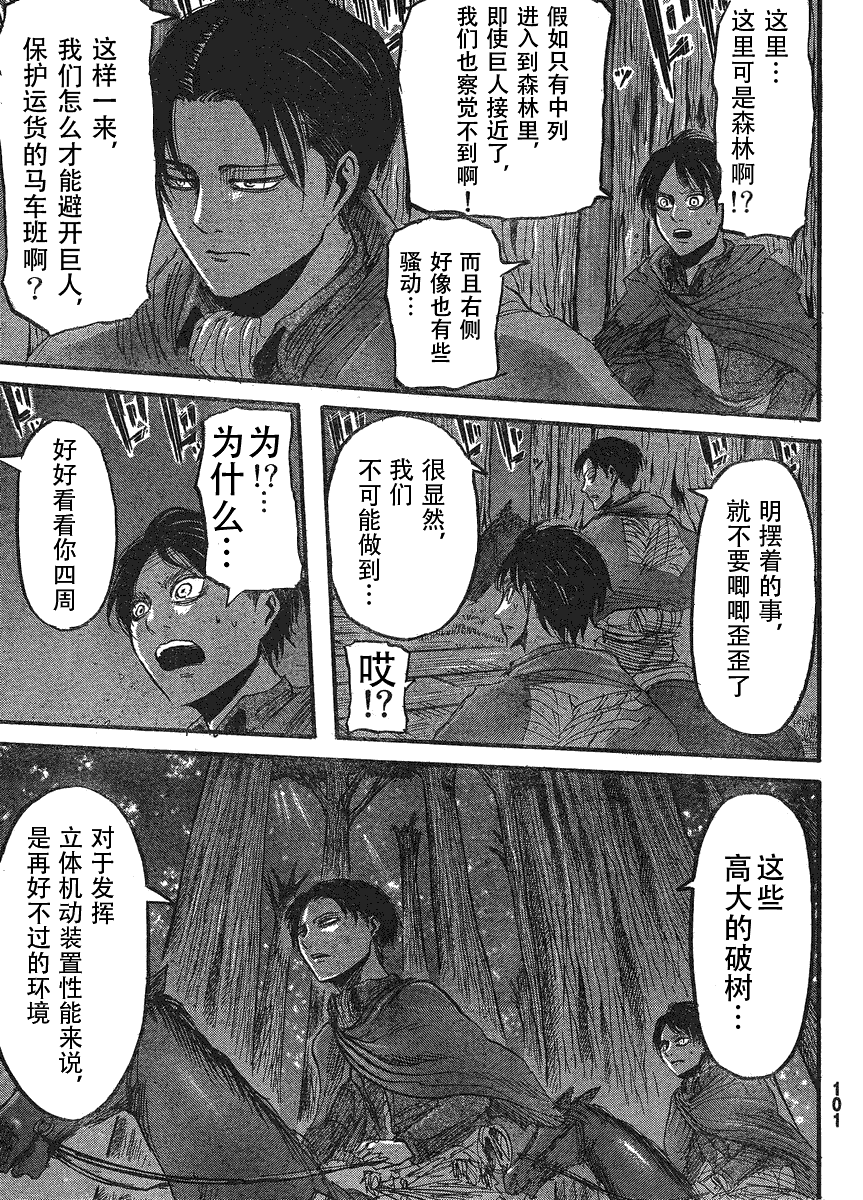 这里…
这里可是森林啊!?
假如只有中列
进入到森林里,
即使巨人接近了,
我们也察觉不到啊!
而且右侧
好像也有些
骚动…
这样一来,
我们怎么才能避开巨人,
保护运货的马车班啊?
明摆着的事,
就不要唧唧歪歪了
很显然,
我们
不可能做到…
哎!?
为!?…
为什么…
好好看看你四周
这些
高大的破树…
对于发挥
立体机动装置性能来说,
是再好不过的环境
101